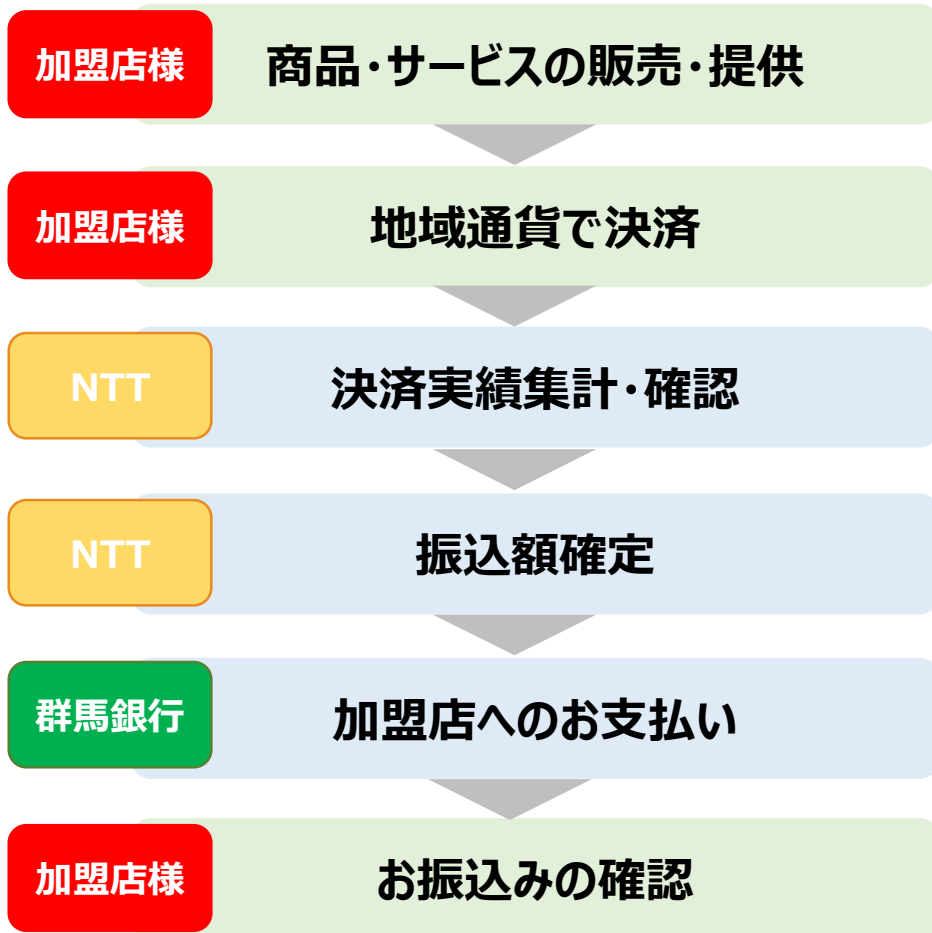 加盟店様
商品・サービスの販売・提供
加盟店様
地域通貨で決済
NTT
決済実績集計・確認
NTT
振込額確定
群馬銀行
加盟店へのお支払い
加盟店様
お振込みの確認